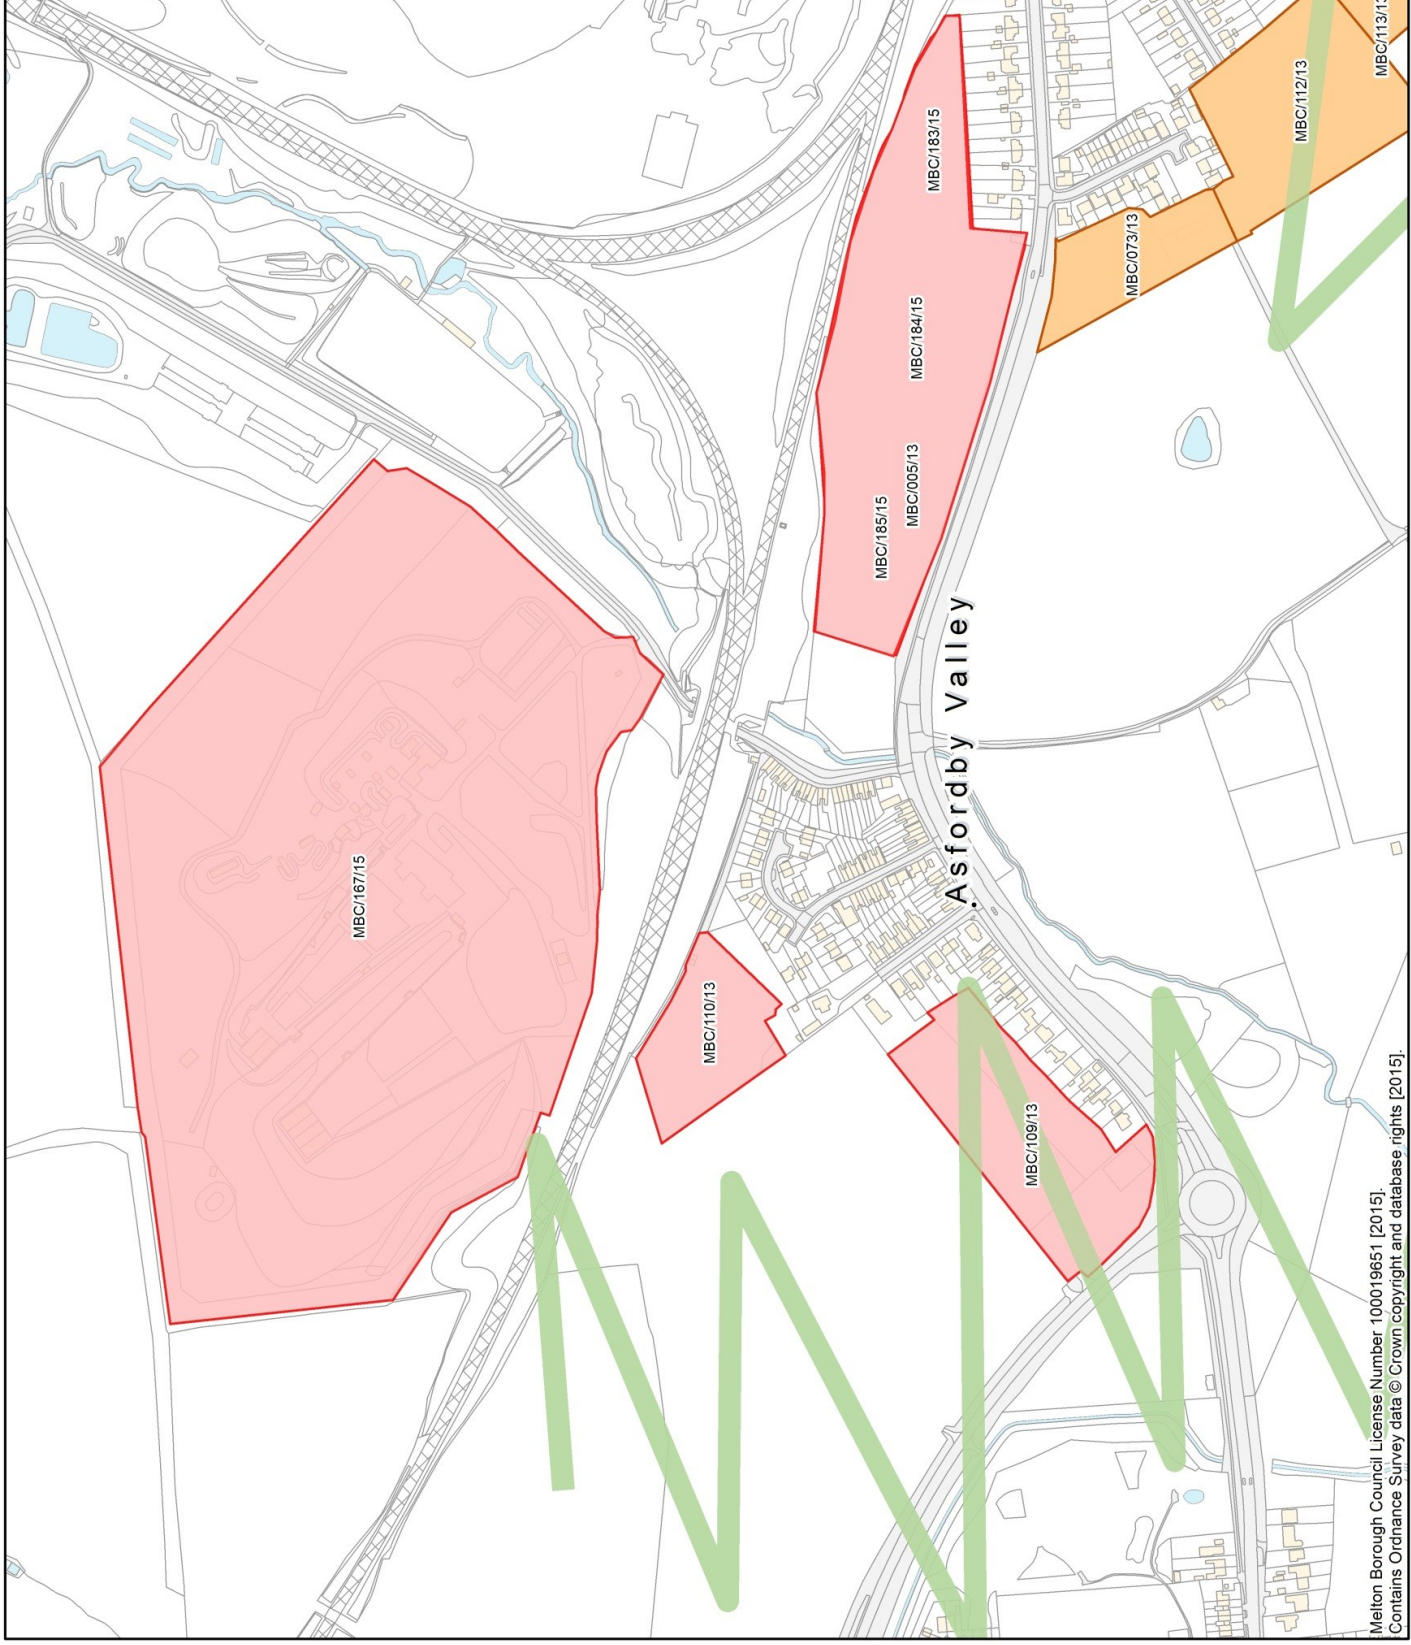 MBC/167/15
MBC/110/13
MBC/109/13
MBC/185/15
MBC/005/13
MBC/184/15
MBC/183/15
MBC/073/13
MBC/112/13
Asfordby Valley
Melton Borough Council License Number 100019651 [2015].
Contains Ordnance Survey data © Crown copyright and database rights [2015].